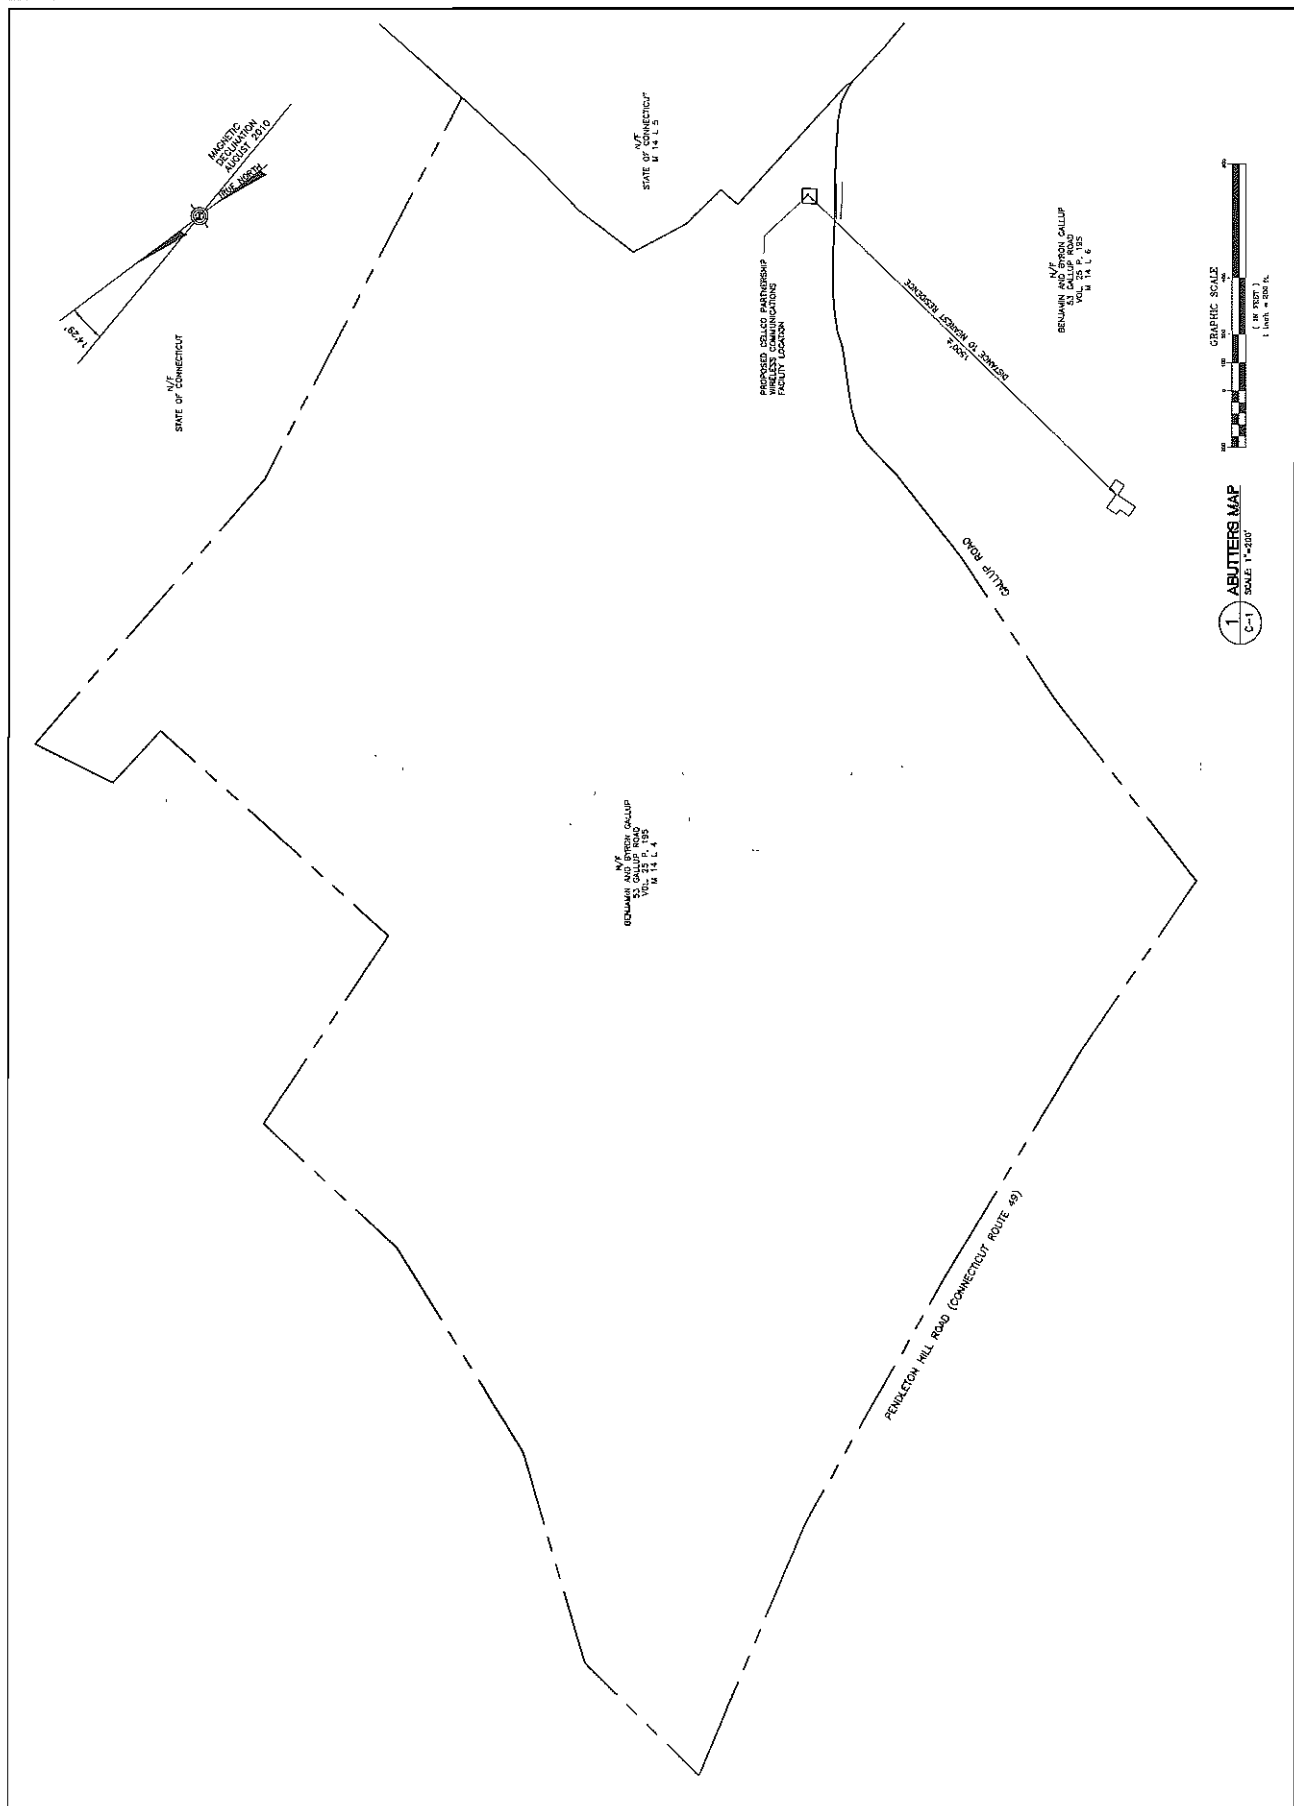 MAGNETIC
DECLINATION
AUGUST 2010
TRUE NORTH
14°29'
N/F
STATE OF CONNECTICUT
N/F
STATE OF CONNECTICUT
M 14 L 5
PROPOSED CELLCO PARTNERSHIP
WIRELESS COMMUNICATIONS
FACILITY LOCATION
DISTANCE TO NEAREST RESIDENCE
1500'±
N/F
BENJAMIN AND BYRON GALLUP
53 GALLUP ROAD
VOL. 25 P. 195
M 14 L 6
GALLUP ROAD
N/F
BENJAMIN AND BYRON GALLUP
53 GALLUP ROAD
VOL. 25 P. 195
M 14 L 4
PENDLETON HILL ROAD (CONNECTICUT ROUTE 49)
GRAPHIC SCALE
( IN FEET )
1 inch = 200 ft.
1
C-1
ABUTTERS MAP
SCALE: 1"=200'